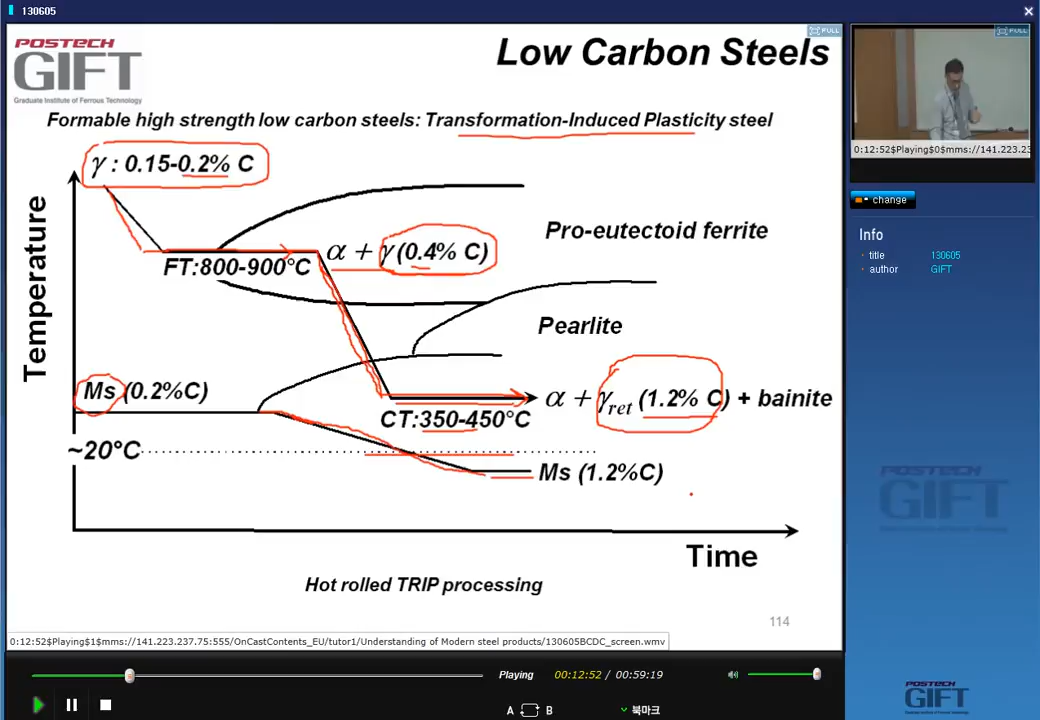 130605
POSTECH
GIFT
Graduate Institute of Ferrous Technology
FULL
Low Carbon Steels
Formable high strength low carbon steels: Transformation-Induced Plasticity steel
γ : 0.15-0.2% C
Temperature
Pro-eutectoid ferrite
α + γ (0.4% C)
FT:800-900°C
Pearlite
Ms (0.2%C)
α + γret (1.2% C) + bainite
CT:350-450°C
~20°C
Ms (1.2%C)
Time
Hot rolled TRIP processing
114
0:12:52$Playing$1$mms://141.223.237.75:555/OnCastContents_EU/tutor1/Understanding of Modern steel products/130605BCDC_screen.wmv
Playing 00:12:52 / 00:59:19
A B 북마크
FULL
0:12:52$Playing$0$mms://141.223.23
change
Info
title 130605
author GIFT
POSTECH
GIFT
POSTECH
GIFT